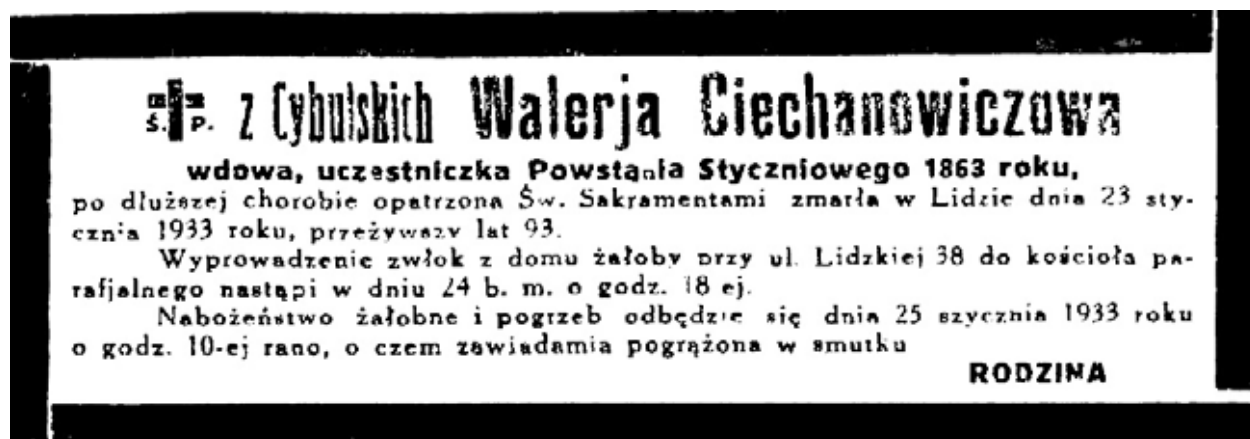 Ś. P. z Cybulskich Walerja Ciechanowiczowa
wdowa, uczestniczka Powstania Styczniowego 1863 roku,
po dłuższej chorobie opatrzona Św. Sakramentami zmarła w Lidzie dnia 23 sty-
cznia 1933 roku, przeżywszy lat 93.
Wyprowadzenie zwłok z domu żałoby przy ul. Lidzkiej 38 do kościoła pa-
rafjalnego nastąpi w dniu 24 b. m. o godz. 18 ej.
Nabożeństwo żałobne i pogrzeb odbędzie się dnia 25 szycznia 1933 roku
o godz. 10-ej rano, o czem zawiadamia pogrążona w smutku
RODZINA